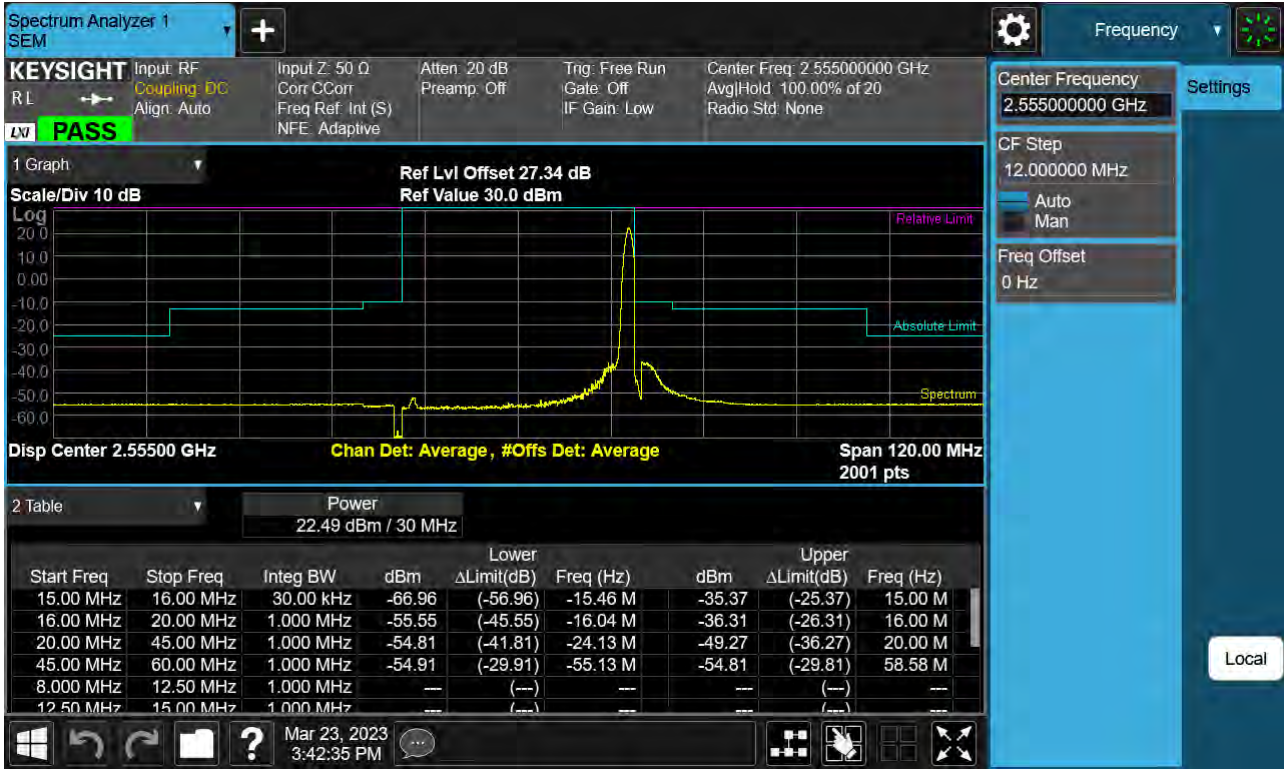 Spectrum Analyzer 1
SEM
Frequency
KEYSIGHT
Input: RF
Coupling: DC
Align: Auto
Input Z: 50 Ω
Corr CCorr
Freq Ref: Int (S)
NFE: Adaptive
Atten: 20 dB
Preamp: Off
Trig: Free Run
Gate: Off
IF Gain: Low
Center Freq: 2.555000000 GHz
Avg|Hold: 100.00% of 20
Radio Std: None
R L
LXI PASS
Center Frequency
2.555000000 GHz
Settings
CF Step
12.000000 MHz
Auto
Man
Freq Offset
0 Hz
Local
1 Graph
Scale/Div 10 dB
Ref Lvl Offset 27.34 dB
Ref Value 30.0 dBm
Log
20.0
10.0
0.00
-10.0
-20.0
-30.0
-40.0
-50.0
-60.0
Relative Limit
Absolute Limit
Spectrum
Disp Center 2.55500 GHz Chan Det: Average, #Offs Det: Average Span 120.00 MHz
2001 pts
2 Table
Power
22.49 dBm / 30 MHz
Lower Upper
Start Freq Stop Freq Integ BW dBm ΔLimit(dB) Freq (Hz) dBm ΔLimit(dB) Freq (Hz)
15.00 MHz 16.00 MHz 30.00 kHz -66.96 (-56.96) -15.46 M -35.37 (-25.37) 15.00 M
16.00 MHz 20.00 MHz 1.000 MHz -55.55 (-45.55) -16.04 M -36.31 (-26.31) 16.00 M
20.00 MHz 45.00 MHz 1.000 MHz -54.81 (-41.81) -24.13 M -49.27 (-36.27) 20.00 M
45.00 MHz 60.00 MHz 1.000 MHz -54.91 (-29.91) -55.13 M -54.81 (-29.81) 58.58 M
8.000 MHz 12.50 MHz 1.000 MHz --- (---) --- --- (---) ---
12.50 MHz 15.00 MHz 1.000 MHz --- (---) --- --- (---) ---
Mar 23, 2023
3:42:35 PM